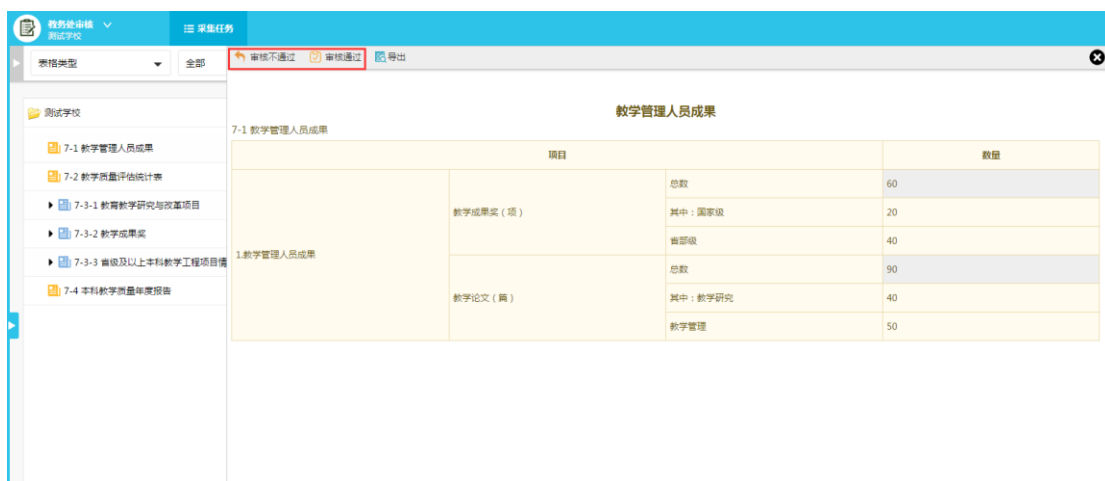 教务处审核
测试学校
采集任务
表格类型
全部
审核不通过 审核通过 导出
测试学校
7-1 教学管理人员成果
7-2 教学质量评估统计表
7-3-1 教育教学研究与改革项目
7-3-2 教学成果奖
7-3-3 省级及以上本科教学工程项目情
7-4 本科教学质量年度报告
教学管理人员成果
7-1 教学管理人员成果
项目 数量
1.教学管理人员成果
教学成果奖（项）
总数 60
其中：国家级 20
省部级 40
教学论文（篇）
总数 90
其中：教学研究 40
教学管理 50